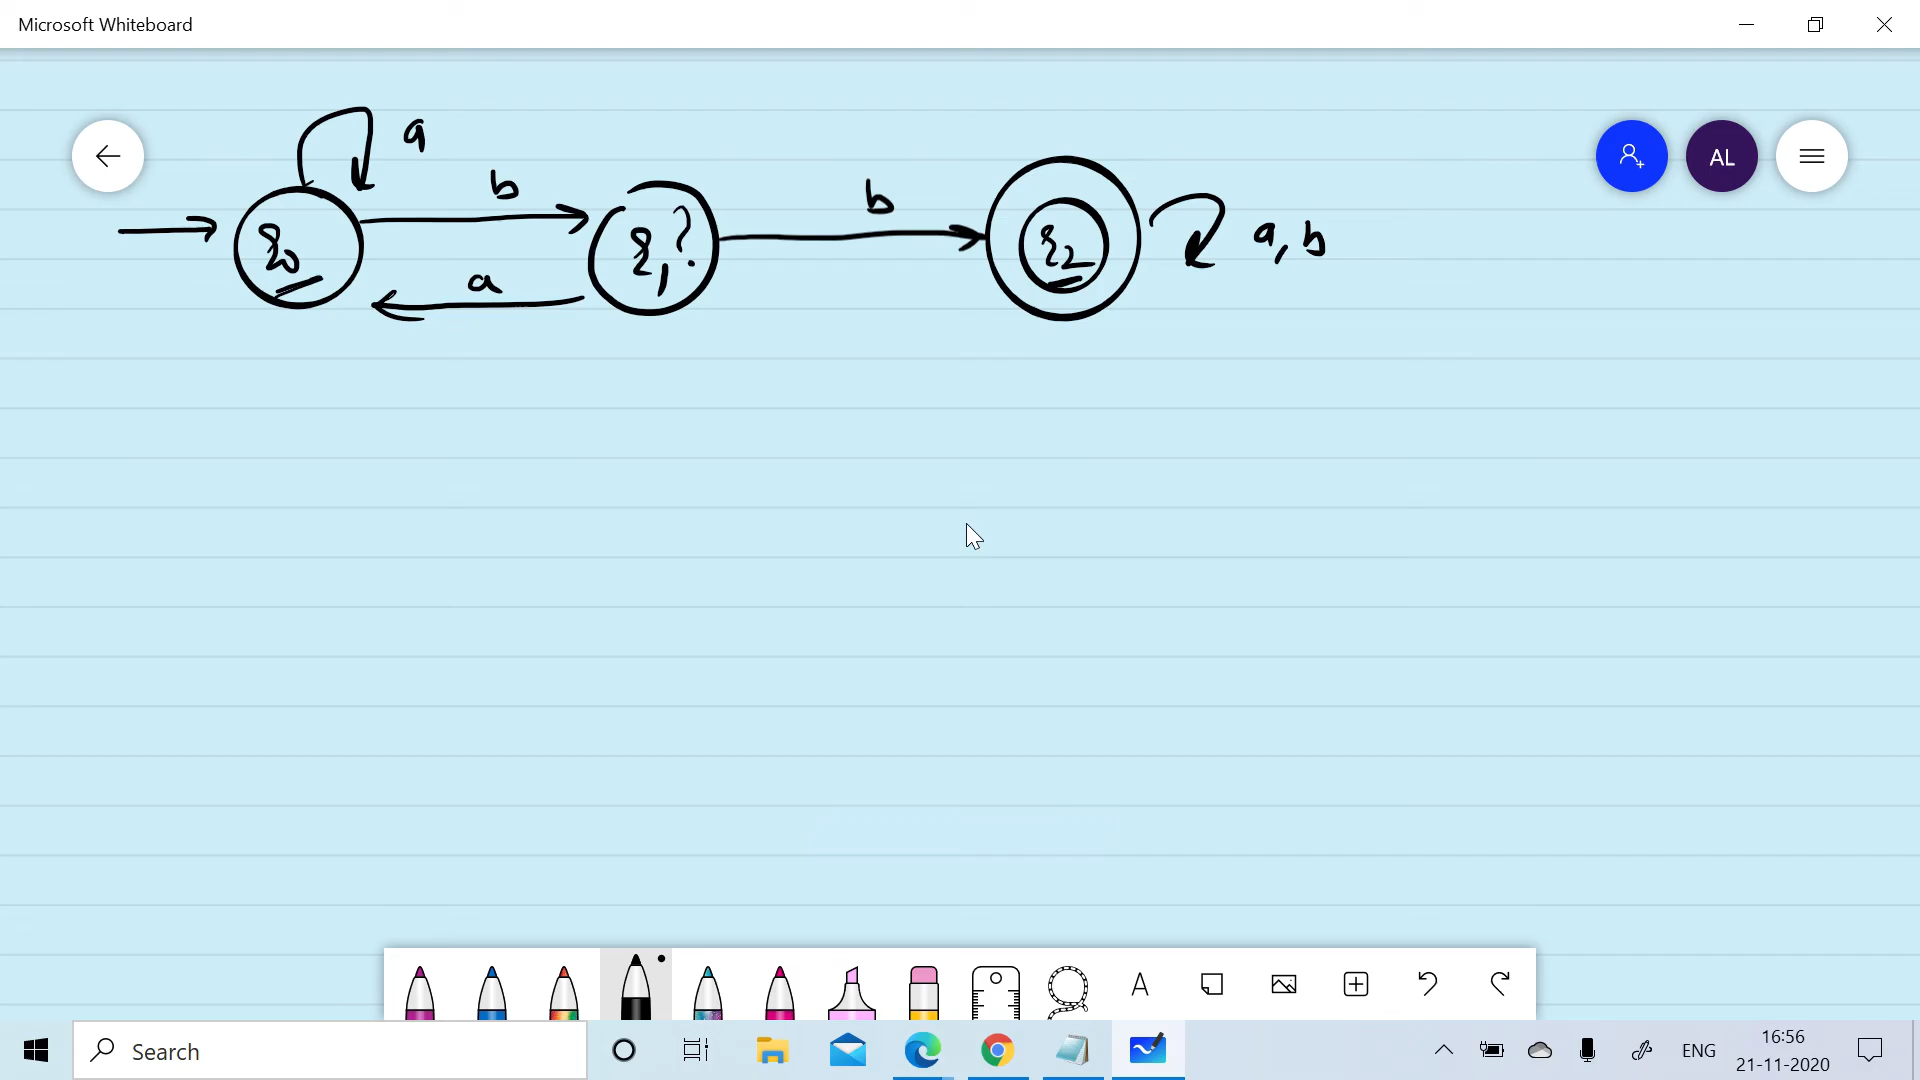 Microsoft Whiteboard
a
b
b
q0
q1?
q2
a, b
a
AL
A
Search
ENG
16:56
21-11-2020